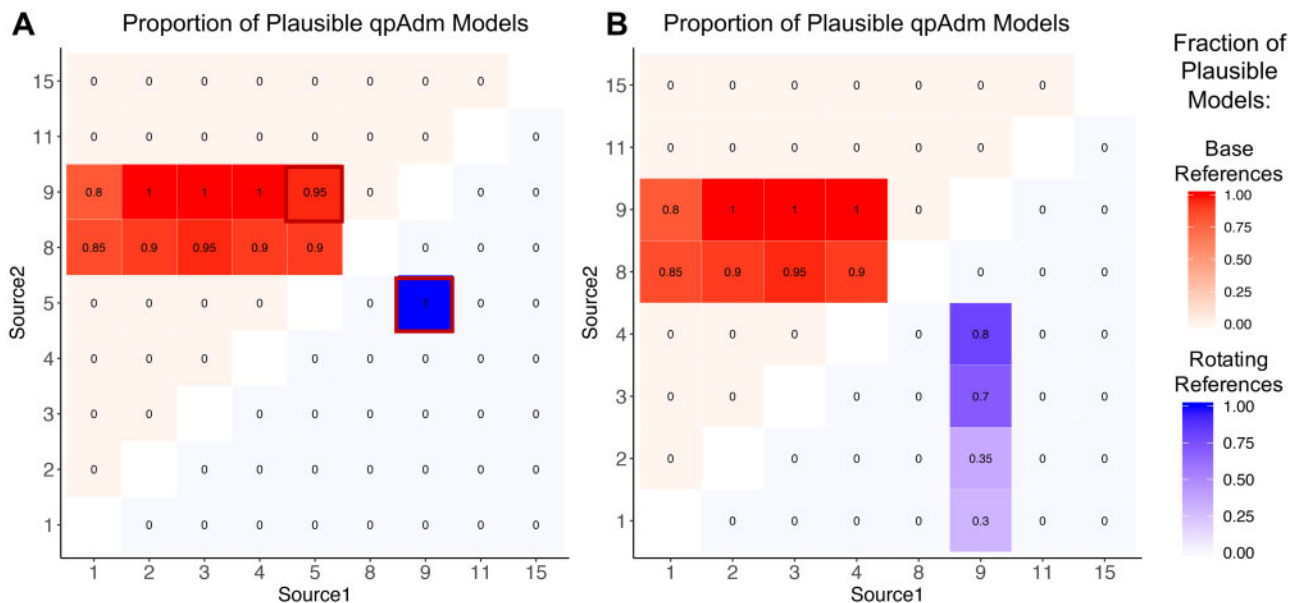 A Proportion of Plausible qpAdm Models
15 0 0 0 0 0 0 0 0
11 0 0 0 0 0 0 0 0
9 0.8 1 1 1 0.95 0 0 0
8 0.85 0.9 0.95 0.9 0.9 0 0 0
5 0 0 0 0 0 1 0 0
4 0 0 0 0 0 0 0 0
3 0 0 0 0 0 0 0 0
2 0 0 0 0 0 0 0 0
1 0 0 0 0 0 0 0 0
1 2 3 4 5 8 9 11 15
Source1
Source2
B Proportion of Plausible qpAdm Models
15 0 0 0 0 0 0 0
11 0 0 0 0 0 0 0
9 0.8 1 1 1 0 0 0
8 0.85 0.9 0.95 0.9 0 0 0
4 0 0 0 0 0.8 0 0
3 0 0 0 0 0.7 0 0
2 0 0 0 0 0.35 0 0
1 0 0 0 0 0.3 0 0
1 2 3 4 8 9 11 15
Source1
Source2
Fraction of
Plausible
Models:
Base
References
1.00
0.75
0.50
0.25
0.00
Rotating
References
1.00
0.75
0.50
0.25
0.00